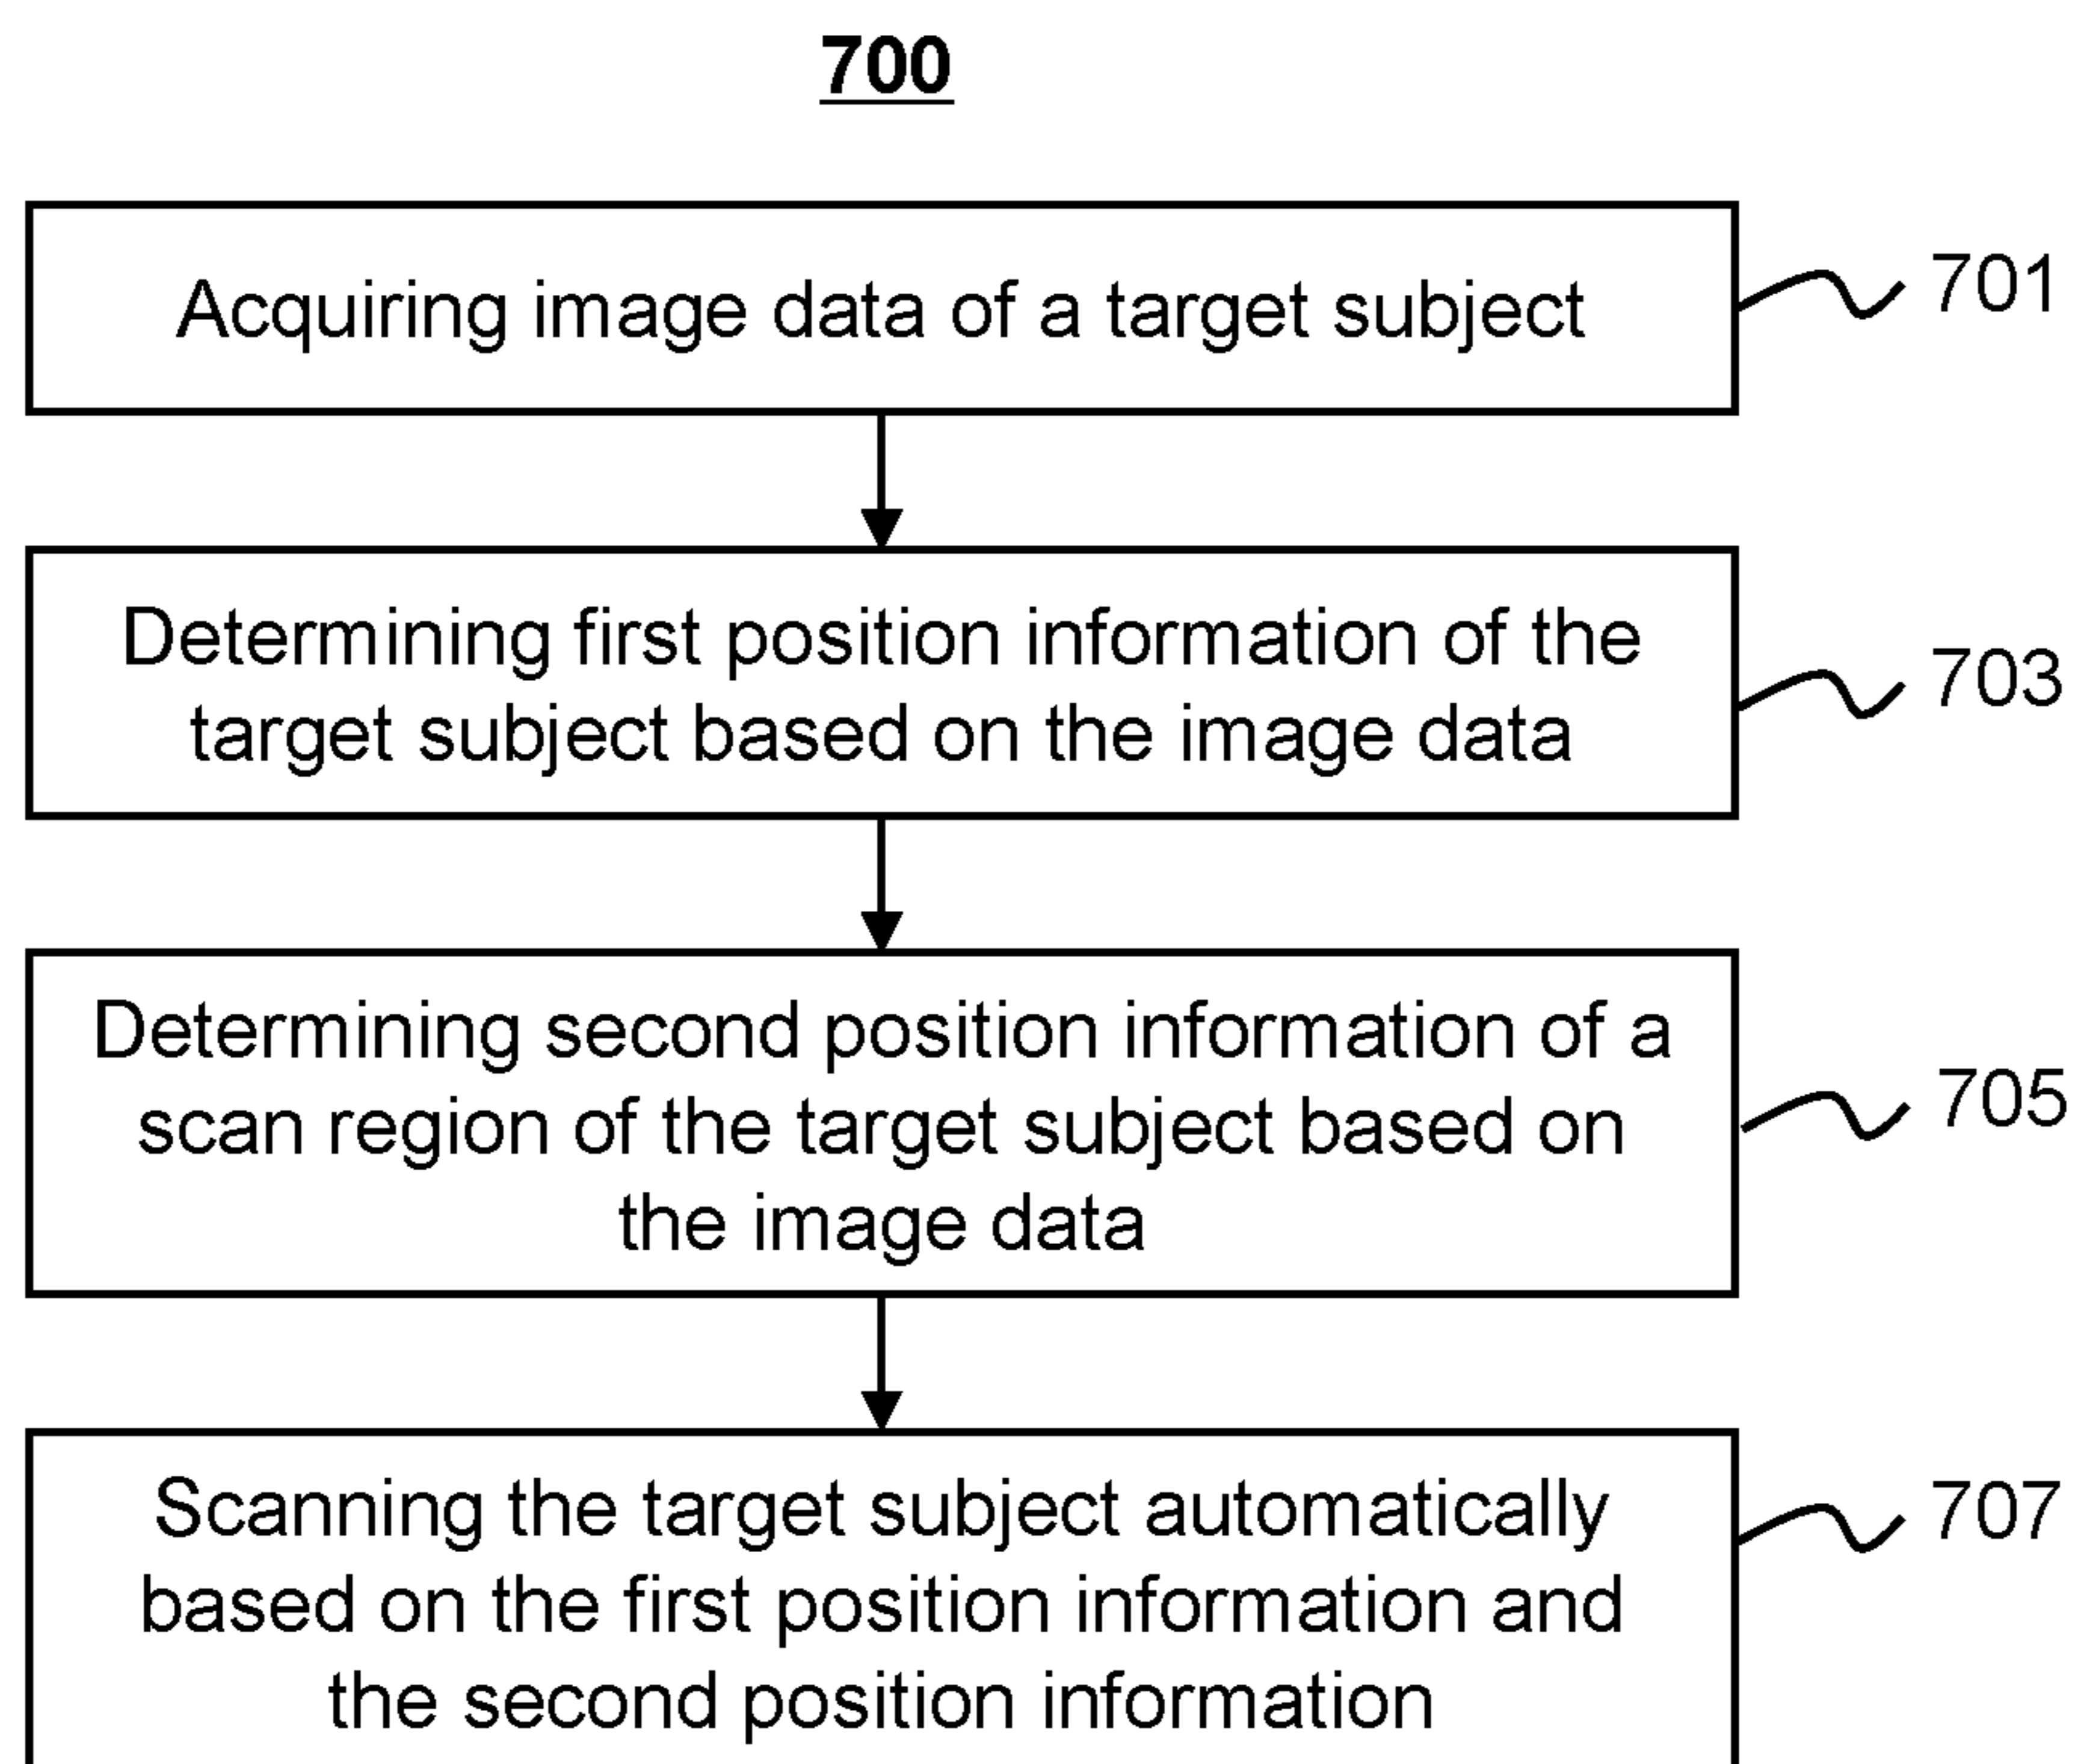 700
Acquiring image data of a target subject
701
Determining first position information of the
target subject based on the image data
703
Determining second position information of a
scan region of the target subject based on
the image data
705
Scanning the target subject automatically
based on the first position information and
the second position information
707